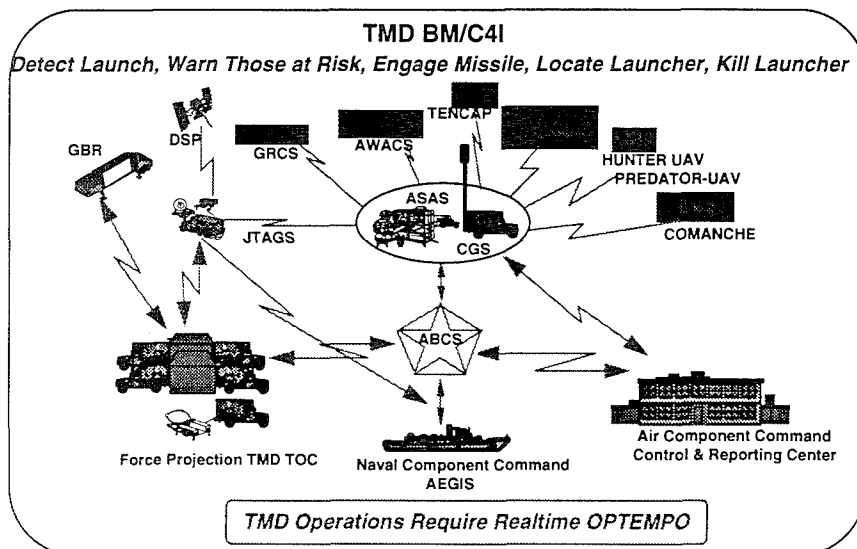 TMD BM/C4I
Detect Launch, Warn Those at Risk, Engage Missile, Locate Launcher, Kill Launcher
TENCAP
DSP
GBR
GRCS
AWACS
HUNTER UAV
PREDATOR-UAV
ASAS
JTAGS
CGS
COMANCHE
ABCS
Force Projection TMD TOC
Naval Component Command
AEGIS
Air Component Command
Control & Reporting Center
TMD Operations Require Realtime OPTEMPO